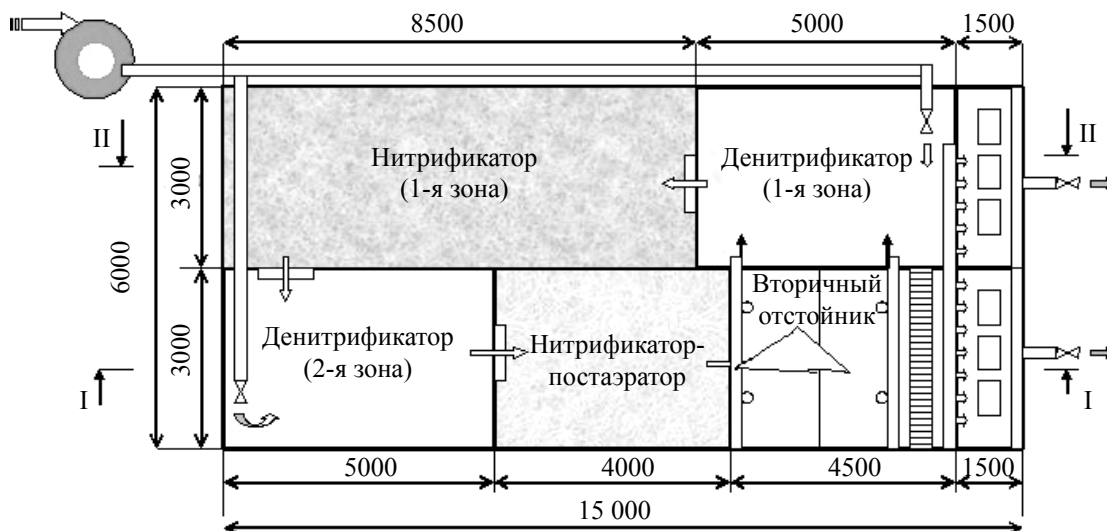 8500
5000
1500
II
II
Нитрификатор
(1-я зона)
Денитрификатор
(1-я зона)
3000
6000
3000
Вторичный
отстойник
Денитрификатор
(2-я зона)
Нитрификатор-
постаэратор
I
I
5000
4000
4500
1500
15 000